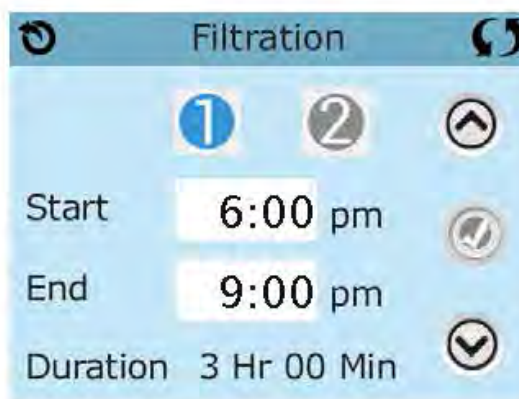 Filtration
1 2
Start 6:00 pm
End 9:00 pm
Duration 3 Hr 00 Min